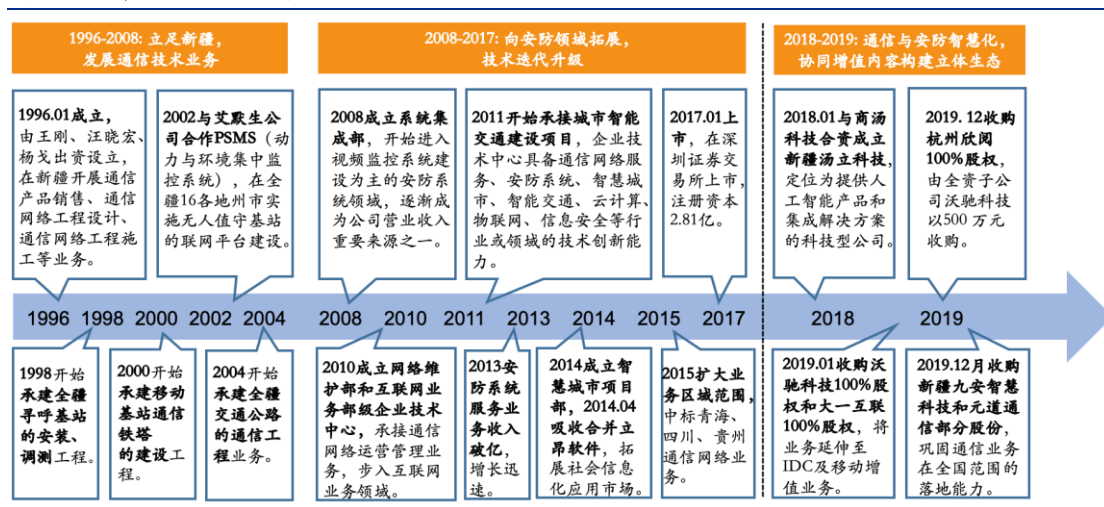 1996-2008: 立足新疆，
发展通信技术业务
2008-2017: 向安防领域拓展，
技术迭代升级
2018-2019: 通信与安防智慧化，
协同增值内容构建立体生态
1996.01成立，
由王刚、汪晓宏、
杨戈出资设立，
在新疆开展通信
产品销售、通信
网络工程设计、
通信网络工程施
工等业务。
2002与艾默生公
司合作PSMS（动
力与环境集中监
控系统），在全
疆16各地州市实
施无人值守基站
的联网平台建设。
2008成立系统集
成部，开始进入
视频监控系统建
设为主的安防系
统领域，逐渐成
为公司营业收入
重要来源之一。
2011开始承接城市智能
交通建设项目，企业技
术中心具备通信网络服
务、安防系统、智慧城
市、智能交通、云计算、
物联网、信息安全等行
业或领域的技术创新能
力。
2017.01上
市，在深
圳证券交
易所上市，
注册资本
2.81亿。
2018.01与商汤
科技合资成立
新疆汤立科技，
定位为提供人
工智能产品和
集成解决方案
的科技型公司。
2019. 12收购
杭州欣阅
100%股权，
由全资子公
司沃驰科技
以500 万元
收购。
1996 1998 2000 2002 2004 2008 2010 2011 2013 2014 2015 2017 2018 2019
1998开始
承建全疆
寻呼基站
的安装、
调测工程。
2000开始
承建移动
基站通信
铁塔
的建设工
程。
2004开始
承建全疆
交通公路
的通信工
程业务。
2010成立网络维
护部和互联网业
务部级企业技术
中心，承接通信
网络运营管理业
务，步入互联网
业务领域。
2013安
防系统
服务业
务收入
破亿，
增长迅
速。
2014成立智
慧城市项目
部，2014.04
吸收合并立
昂软件，拓
展社会信息
化应用市场。
2015扩大业
务区域范围，
中标青海、
四川、贵州
通信网络业
务。
2019.01收购沃
驰科技100%股
权和大一互联
100%股权，将
业务延伸至
IDC及移动增
值业务。
2019.12月收购
新疆九安智慧
科技和元道通
信部分股份，
巩固通信业务
在全国范围的
落地能力。